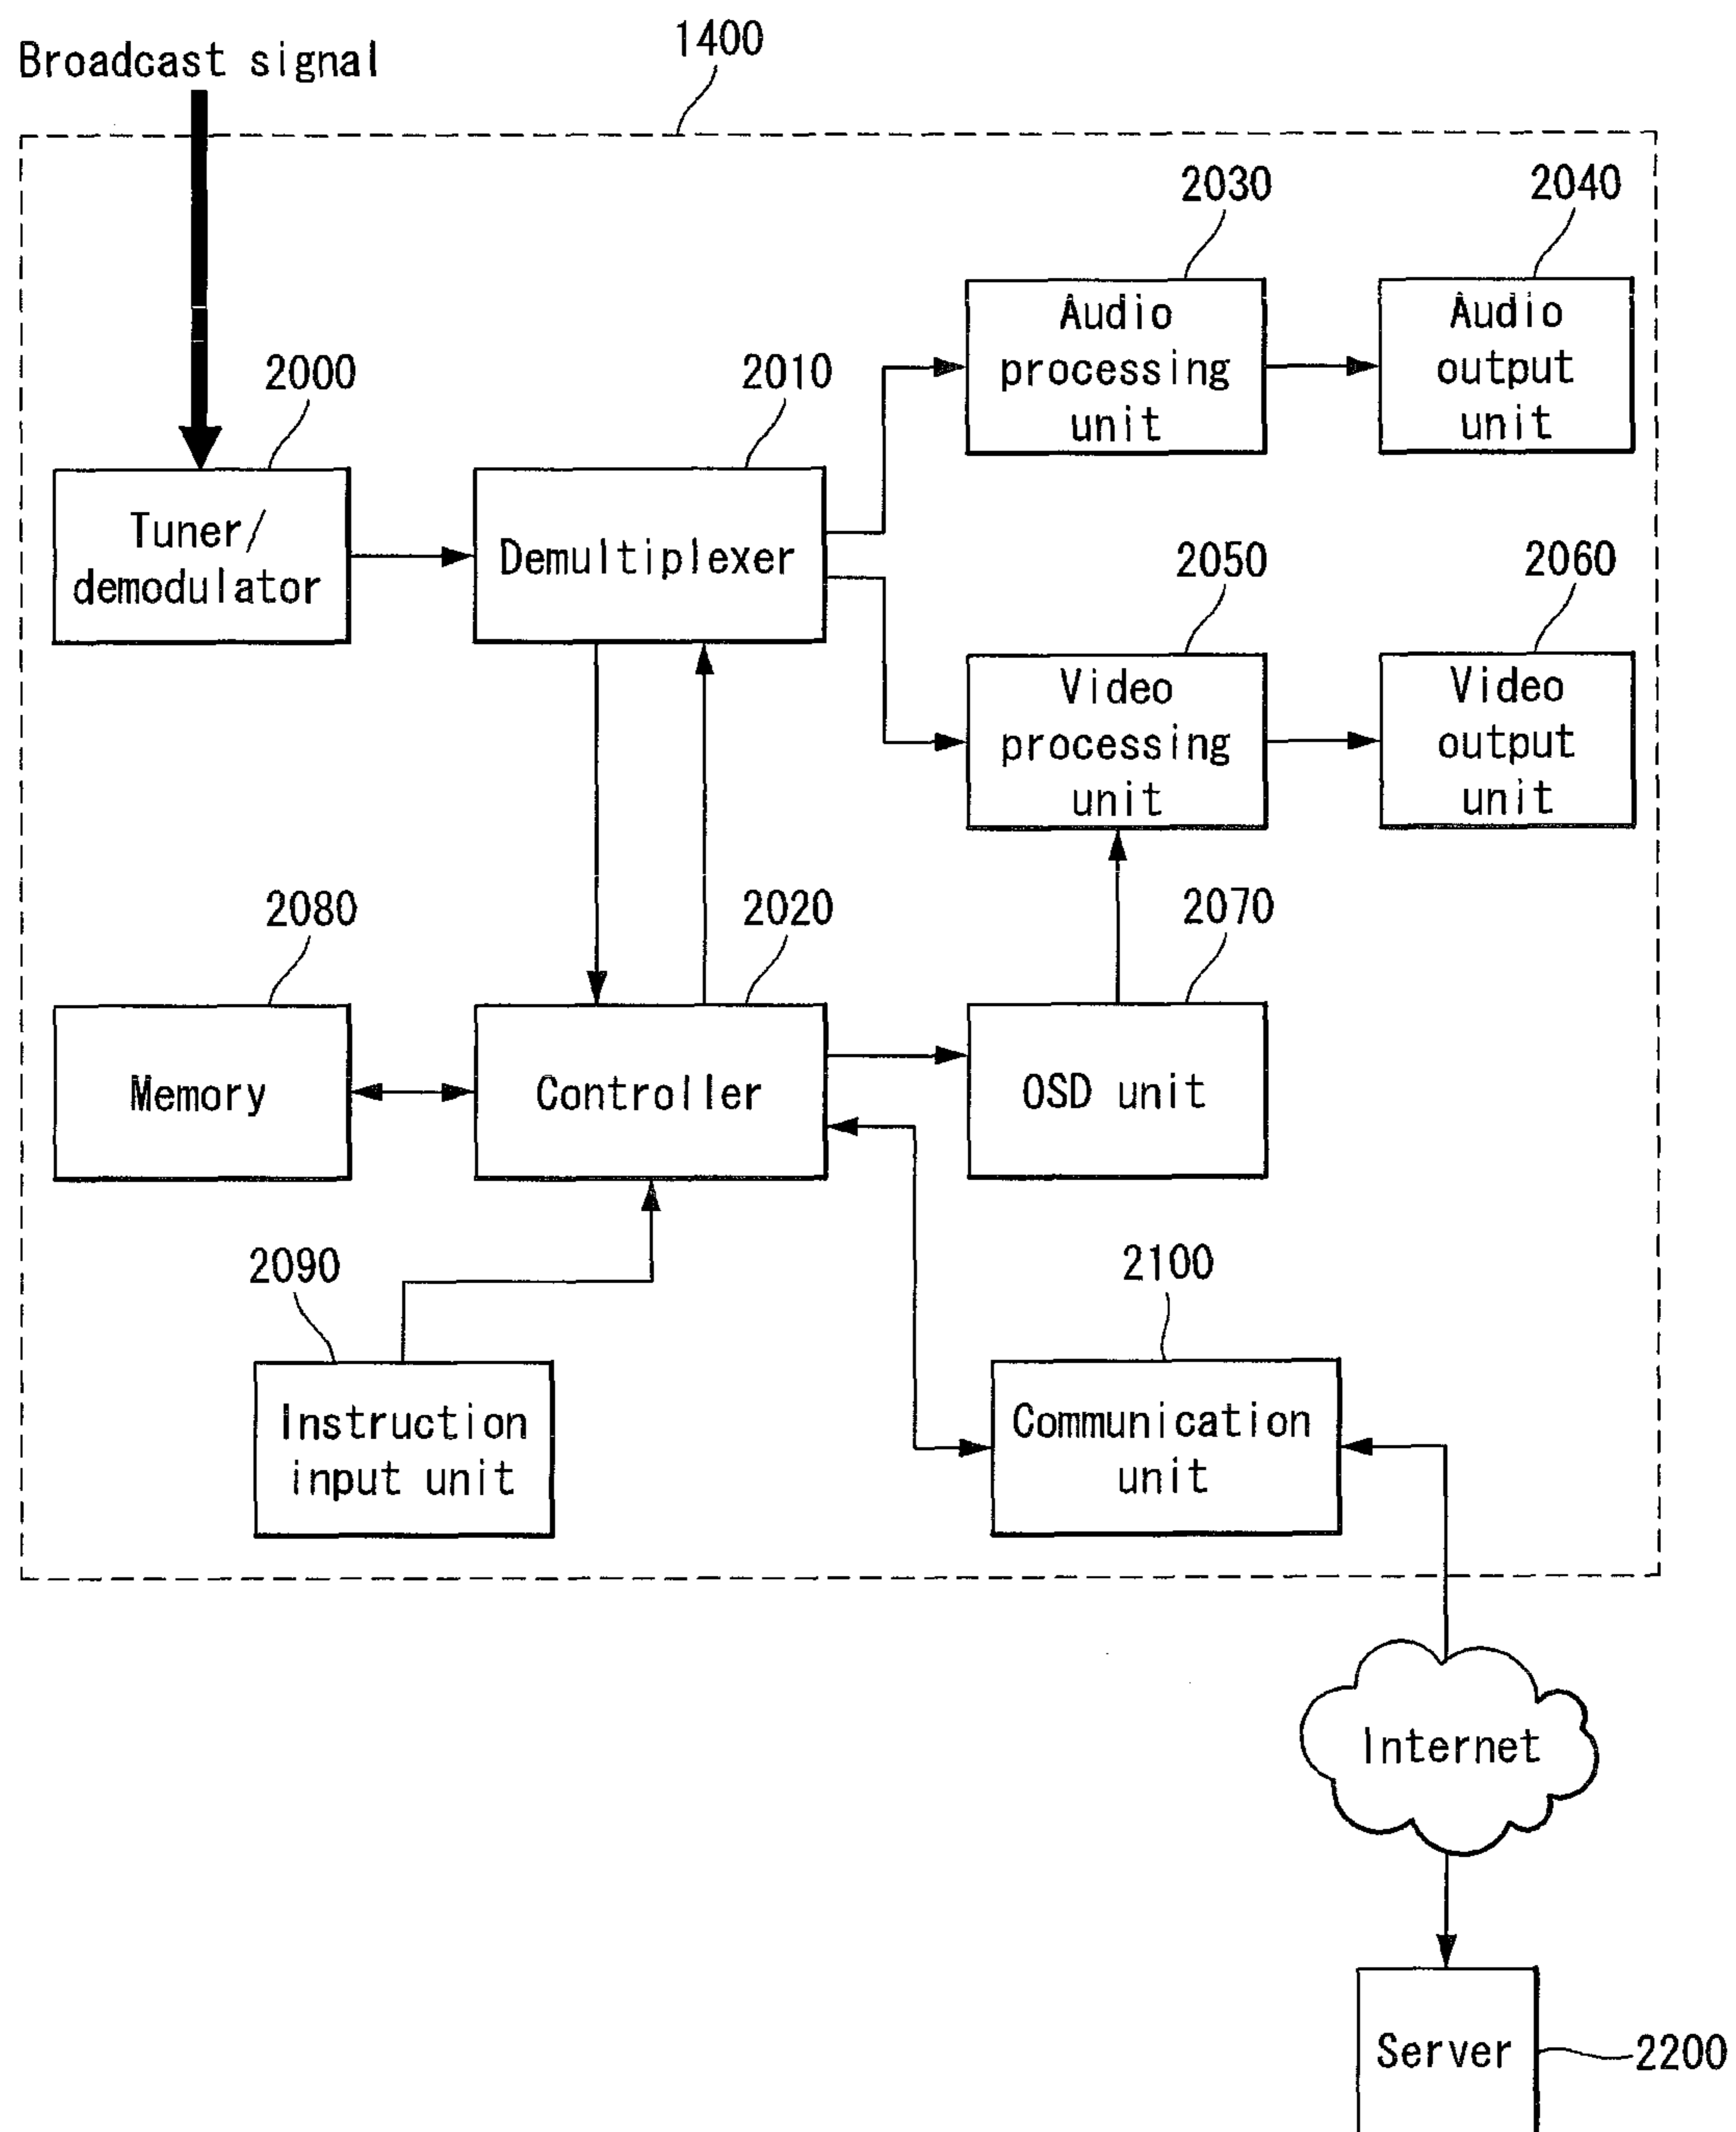 Broadcast signal
1400
2030
2040
Audio
processing
unit
Audio
output
unit
2000
2010
Tuner/
demodulator
Demultiplexer
2050
2060
Video
processing
unit
Video
output
unit
2080
2020
2070
Memory
Controller
OSD unit
2090
2100
Instruction
input unit
Communication
unit
Internet
Server
2200